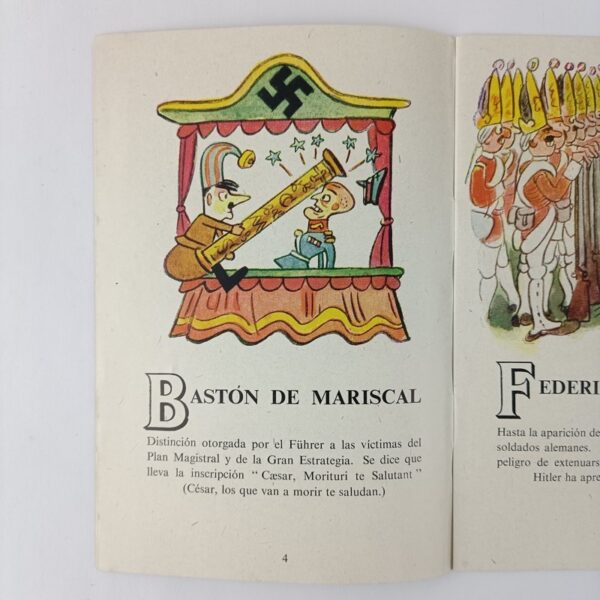 BASTÓN DE MARISCAL
Distinción otorgada por el Führer a las víctimas del
Plan Magistral y de la Gran Estrategia. Se dice que
lleva la inscripción “Cæsar, Morituri te Salutant”
(César, los que van a morir te saludan.)
4
FEDERI
Hasta la aparición de
soldados alemanes.
peligro de extenuars
Hitler ha apre